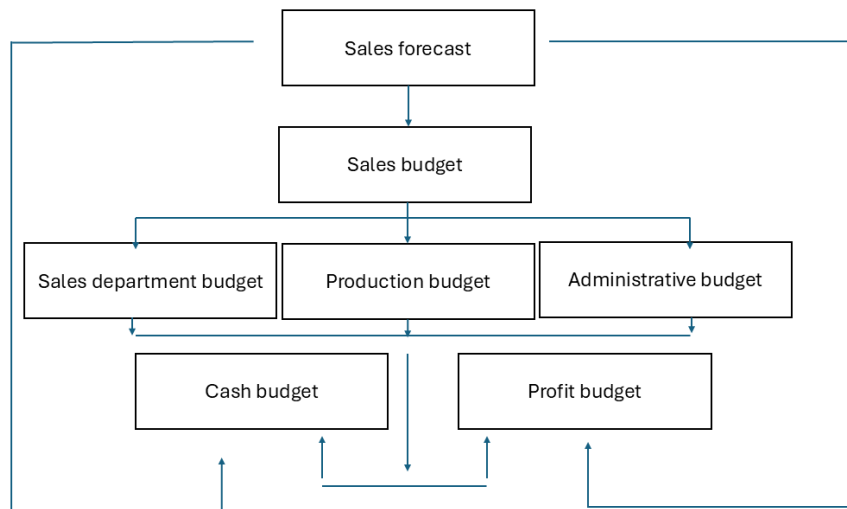 Sales forecast
Sales budget
Sales department budget
Production budget
Administrative budget
Cash budget
Profit budget